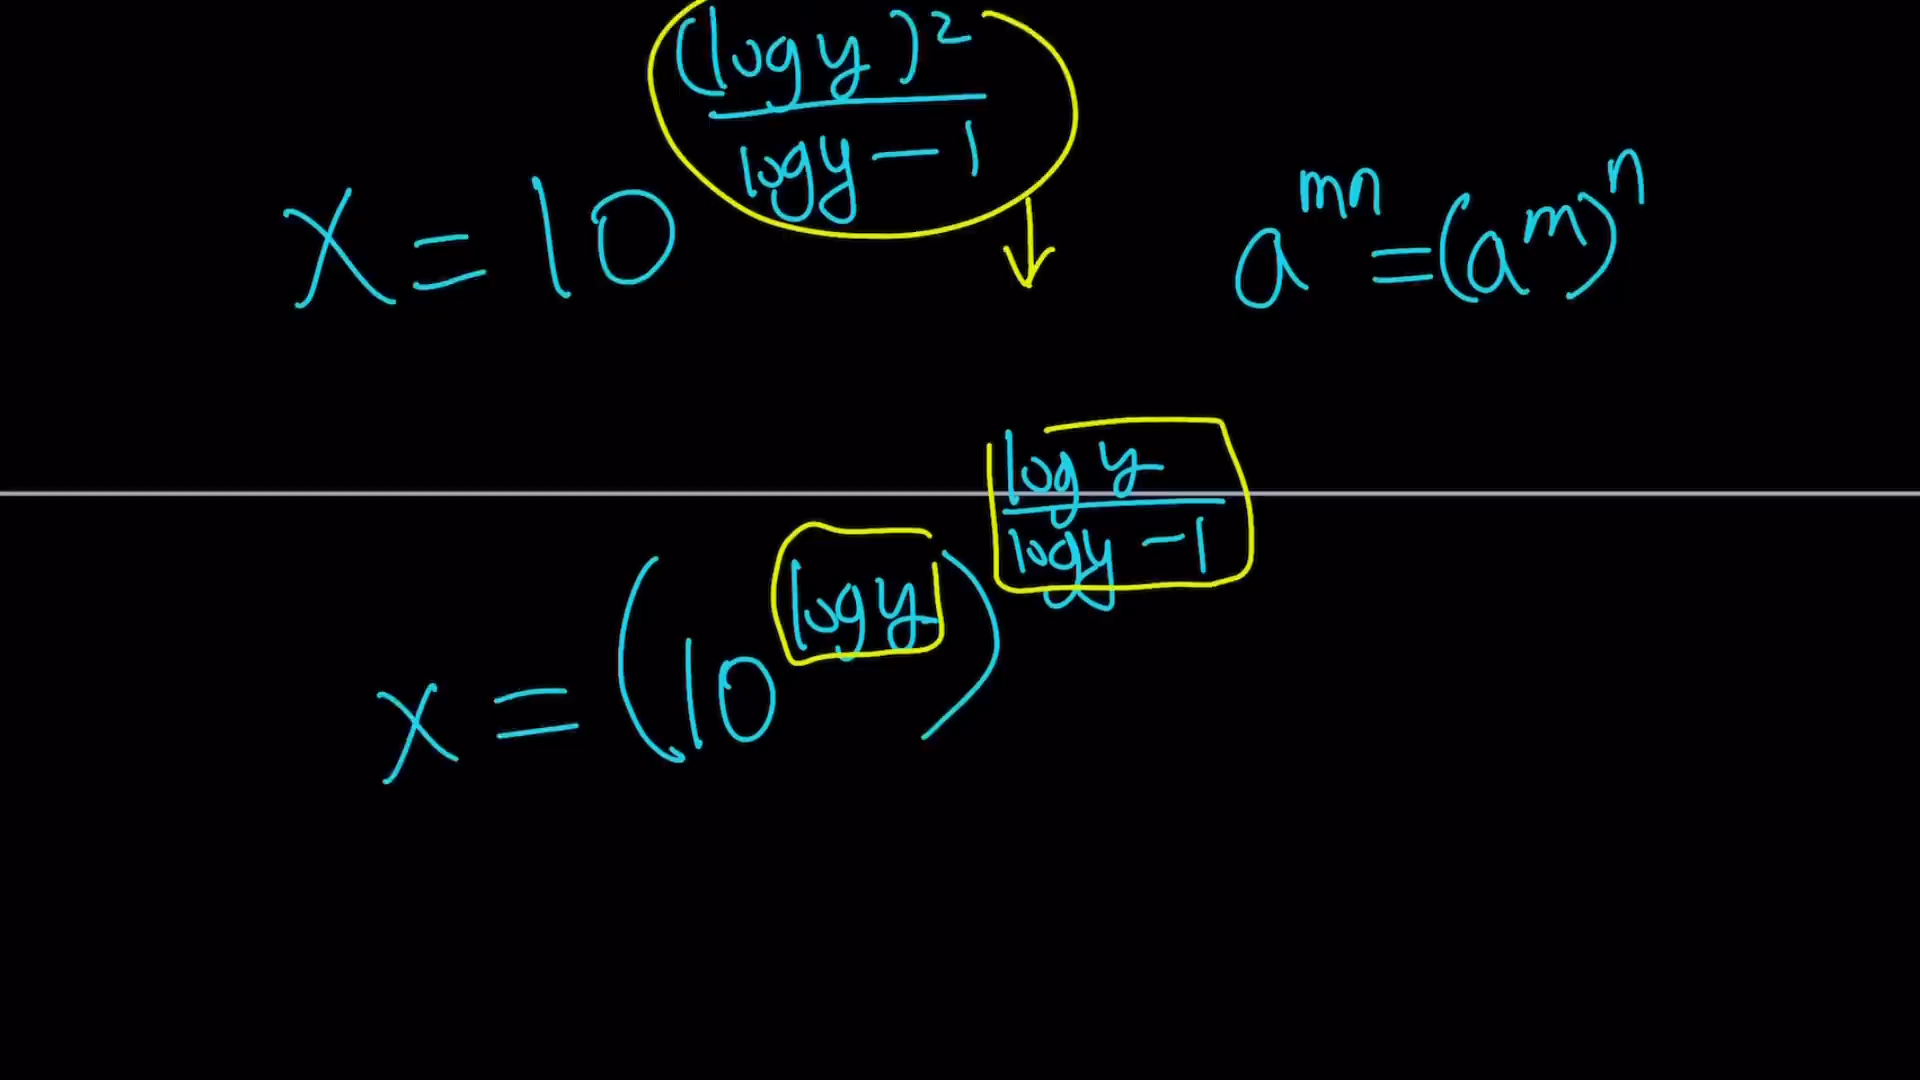 x = 10^((log y)^2 / (log y − 1))
a^(mn) = (a^m)^n
x = (10^(log y))^(log y / (log y − 1))